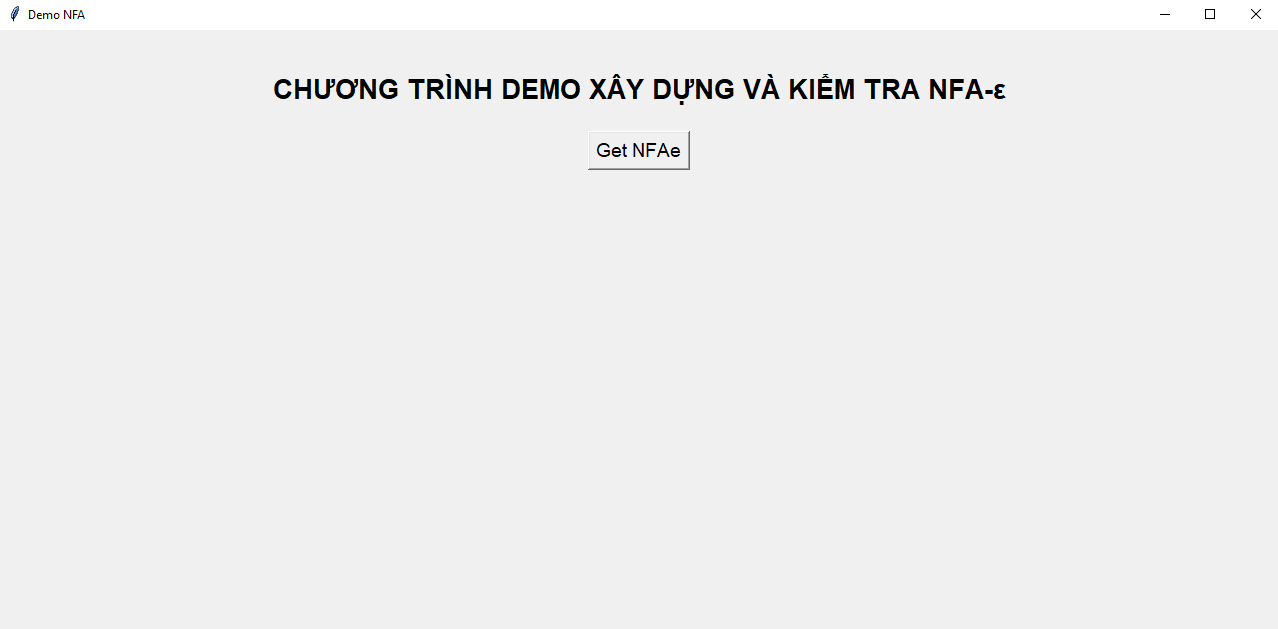 Demo NFA
CHƯƠNG TRÌNH DEMO XÂY DỰNG VÀ KIỂM TRA NFA-ε
Get NFAe